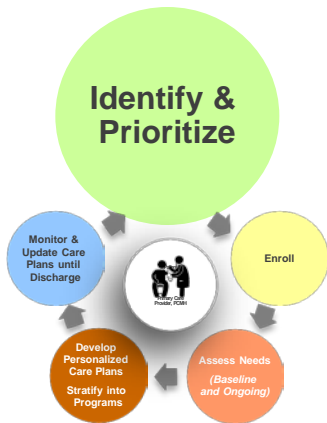 Identify &
Prioritize
Monitor &
Update Care
Plans until
Discharge
Enroll
Primary Care
Provider, PCMH
Develop
Personalized
Care Plans
Stratify into
Programs
Assess Needs
(Baseline
and Ongoing)